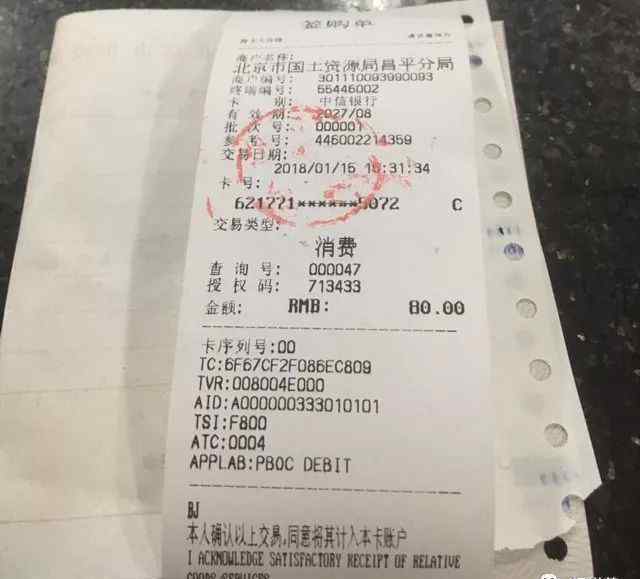 签购单
商户名称:
北京市国土资源局昌平分局
商户编号: 301110093990093
终端编号: 55446002
卡 别: 中信银行
有 效 期: 2027/08
批 次 号: 000001
参 考 号: 446002214359
交易日期:
2018/01/15 15:31:34
卡 号:
621771******5072 C
交易类型:
消费
查 询 号: 000047
授 权 码: 713433
金额: RMB: 80.00
卡序列号:00
TC:6F67CF2F086EC809
TVR:008004E000
AID:A000000333010101
TSI:F800
ATC:0004
APPLAB:PBOC DEBIT
BJ
本人确认以上交易,同意将其计入本卡账户
I ACKNOWLEDGE SATISFACTORY RECEIPT OF RELATIVE
GOODS SERVICES